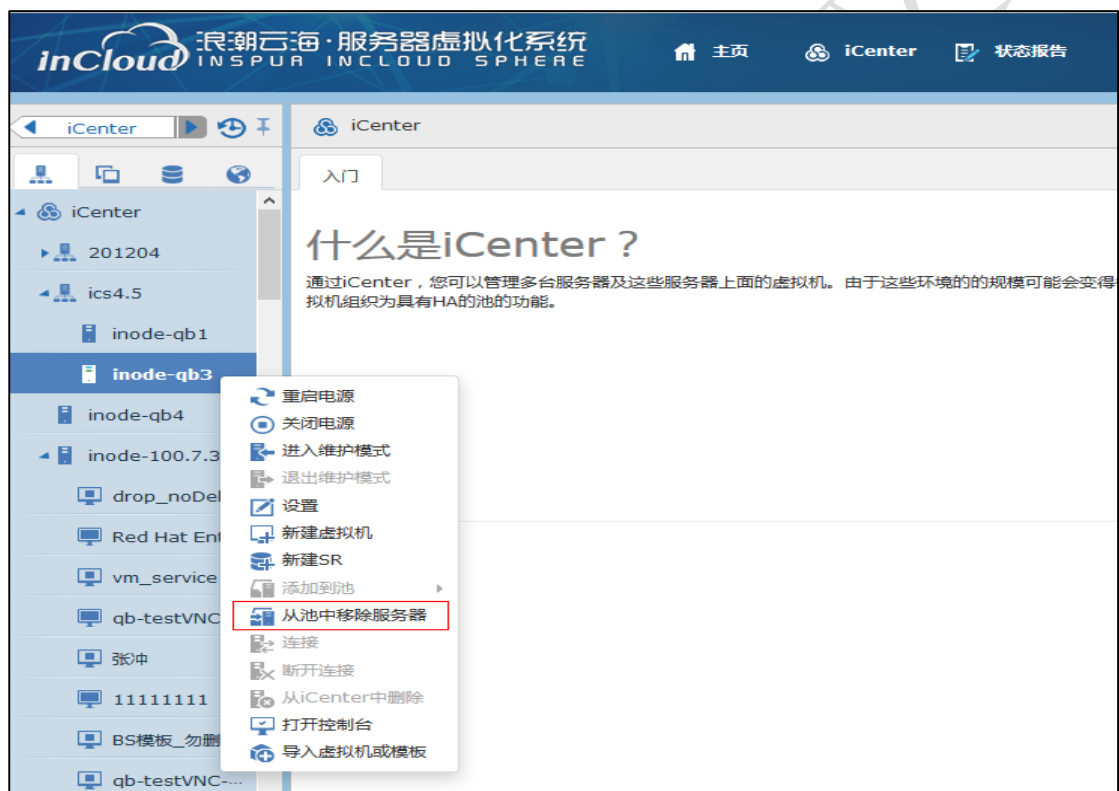 inCloud 浪潮云海·服务器虚拟化系统
INSPUR INCLOUD SPHERE
主页 iCenter 状态报告
iCenter
iCenter
入门
iCenter
201204
ics4.5
inode-qb1
inode-qb3
inode-qb4
inode-100.7.3
drop_noDel
Red Hat Ent
vm_service
qb-testVNC
张冲
11111111
BS模板_勿删
qb-testVNC-...
什么是iCenter？
通过iCenter，您可以管理多台服务器及这些服务器上面的虚拟机。由于这些环境的的规模可能会变得
拟机组织为具有HA的池的功能。
重启电源
关闭电源
进入维护模式
退出维护模式
设置
新建虚拟机
新建SR
添加到池
从池中移除服务器
连接
断开连接
从iCenter中删除
打开控制台
导入虚拟机或模板